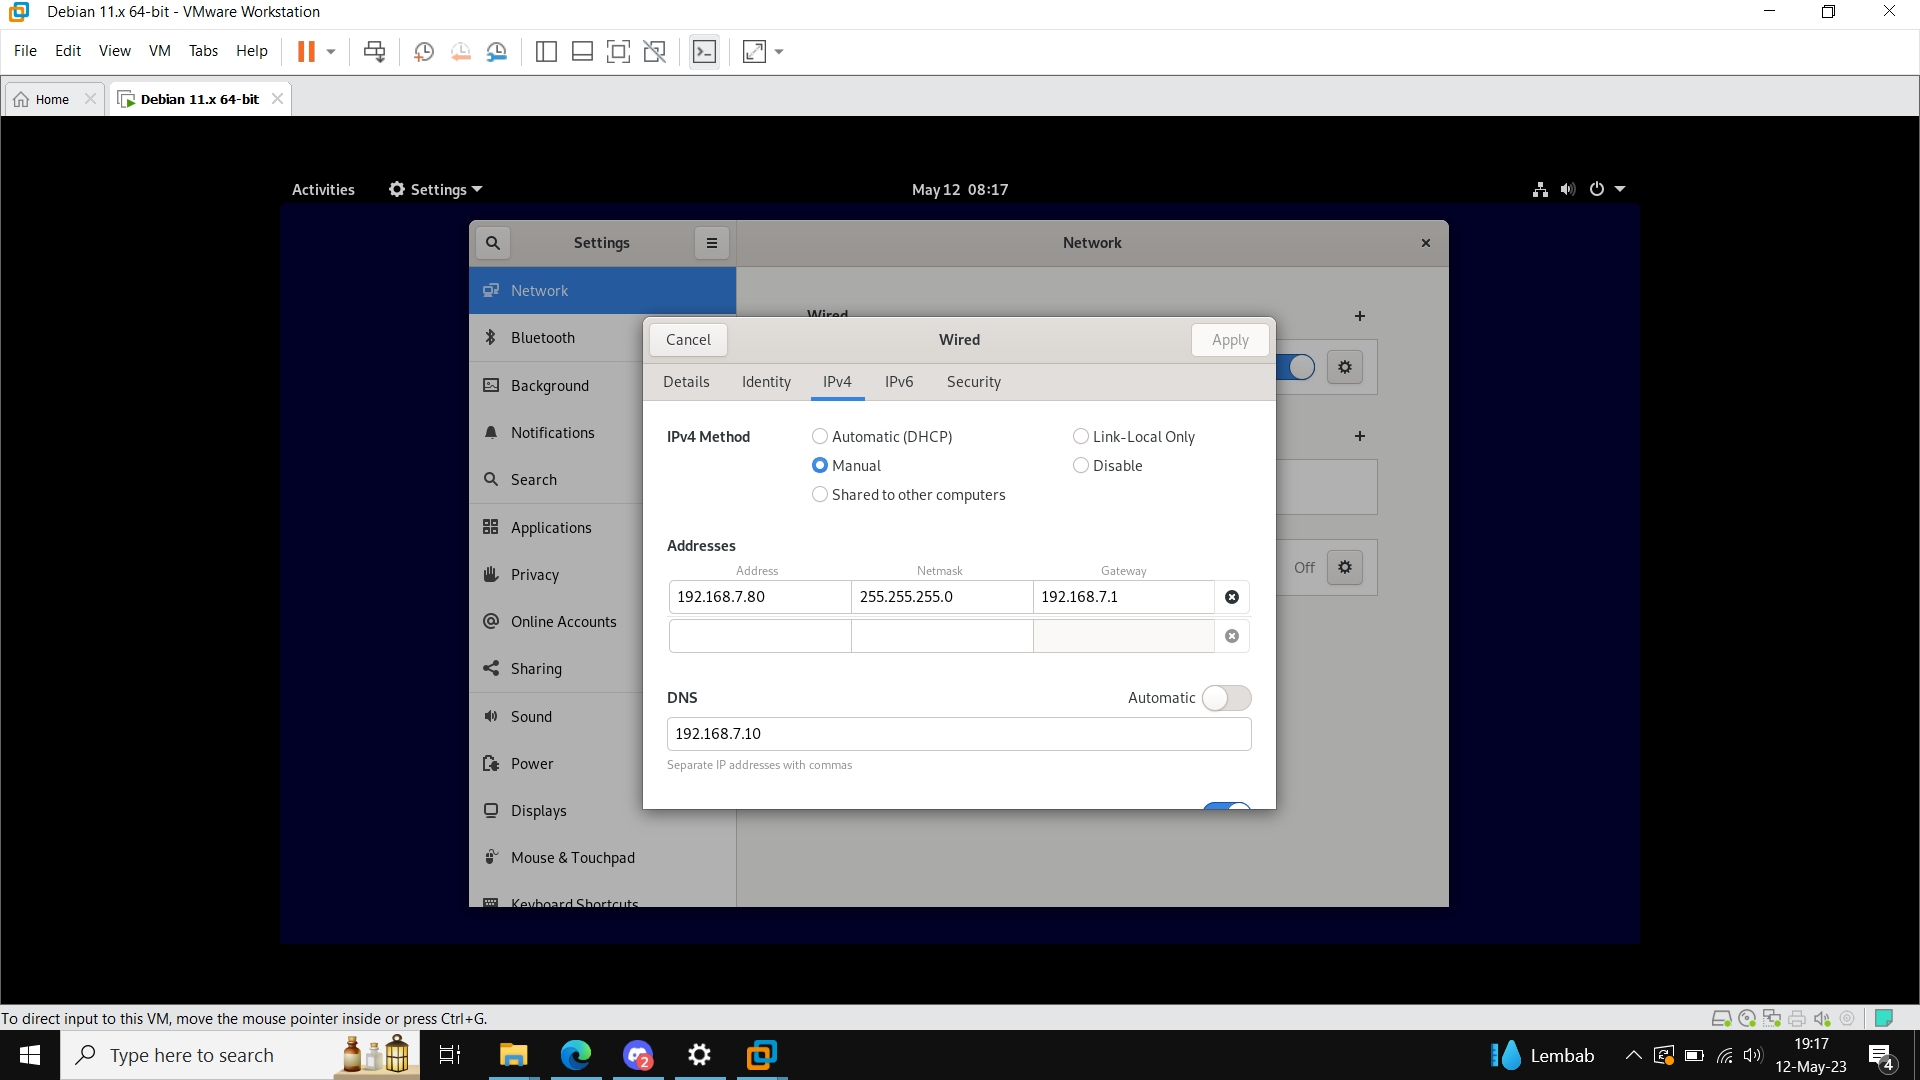 Debian 11.x 64-bit - VMware Workstation
File Edit View VM Tabs Help
Home Debian 11.x 64-bit
Activities Settings May 12 08:17
Settings Network
Network
Wired
Bluetooth
Background
Notifications
Search
Applications
Privacy
Online Accounts
Sharing
Sound
Power
Displays
Mouse & Touchpad
Keyboard Shortcuts
Off
Cancel Wired Apply
Details Identity IPv4 IPv6 Security
IPv4 Method Automatic (DHCP) Link-Local Only
Manual Disable
Shared to other computers
Addresses
Address Netmask Gateway
192.168.7.80 255.255.255.0 192.168.7.1
DNS Automatic
192.168.7.10
Separate IP addresses with commas
To direct input to this VM, move the mouse pointer inside or press Ctrl+G.
Type here to search
2
Lembab
19:17
12-May-23
4